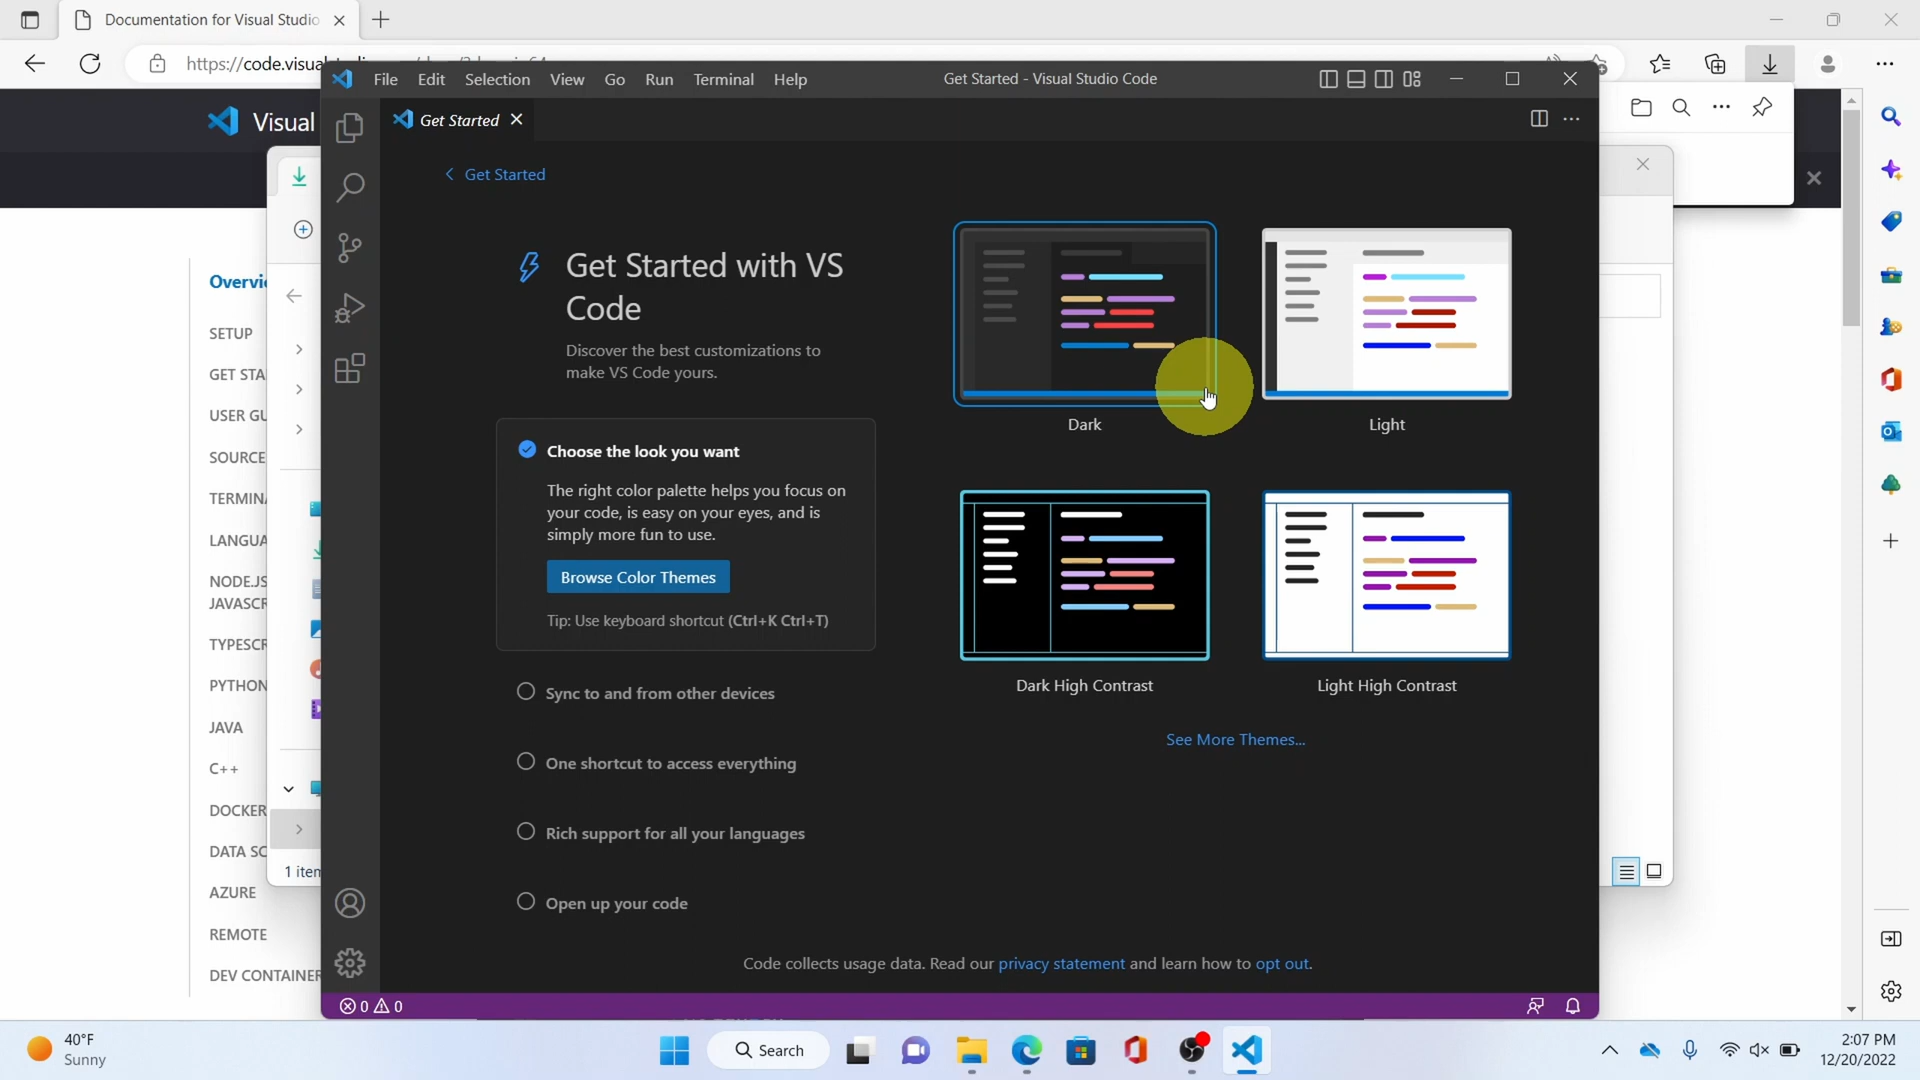 Documentation for Visual Studio
https://code.visual
File Edit Selection View Go Run Terminal Help
Get Started - Visual Studio Code
Visual
Get Started
Get Started
Get Started with VS
Code
Discover the best customizations to
make VS Code yours.
Choose the look you want
The right color palette helps you focus on
your code, is easy on your eyes, and is
simply more fun to use.
Browse Color Themes
Tip: Use keyboard shortcut (Ctrl+K Ctrl+T)
Sync to and from other devices
One shortcut to access everything
Rich support for all your languages
Open up your code
Dark
Light
Dark High Contrast
Light High Contrast
See More Themes...
Code collects usage data. Read our privacy statement and learn how to opt out.
0 0
Overvi
SETUP
GET STA
USER GU
SOURCE
TERMINA
LANGUA
NODE.JS
JAVASCR
TYPESCR
PYTHON
JAVA
C++
DOCKER
DATA SC
AZURE
REMOTE
DEV CONTAINER
1 item
40°F
Sunny
Search
2:07 PM
12/20/2022